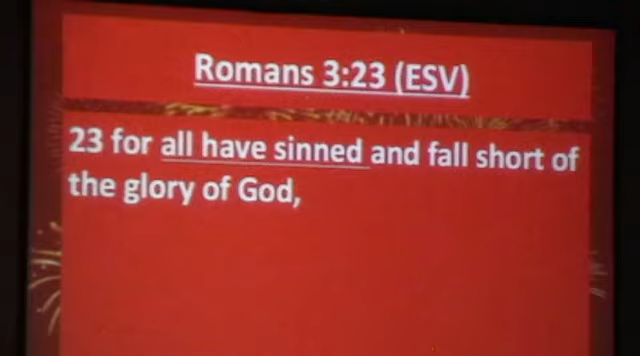 Romans 3:23 (ESV)
23 for all have sinned and fall short of
the glory of God,